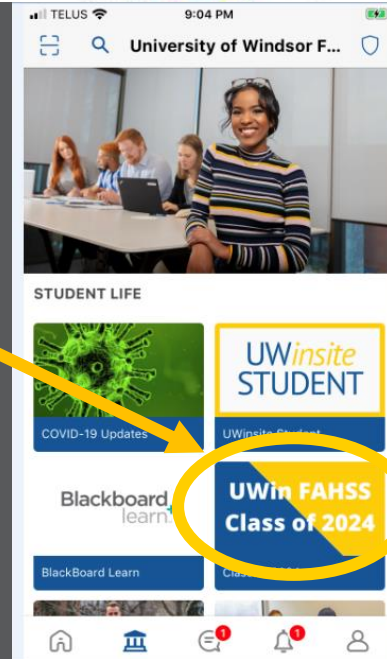 TELUS
9:04 PM
University of Windsor F...
STUDENT LIFE
UWinsite
STUDENT
COVID-19 Updates
UWinsite Student
Blackboard
learn
UWin FAHSS
Class of 2024
BlackBoard Learn
1
1